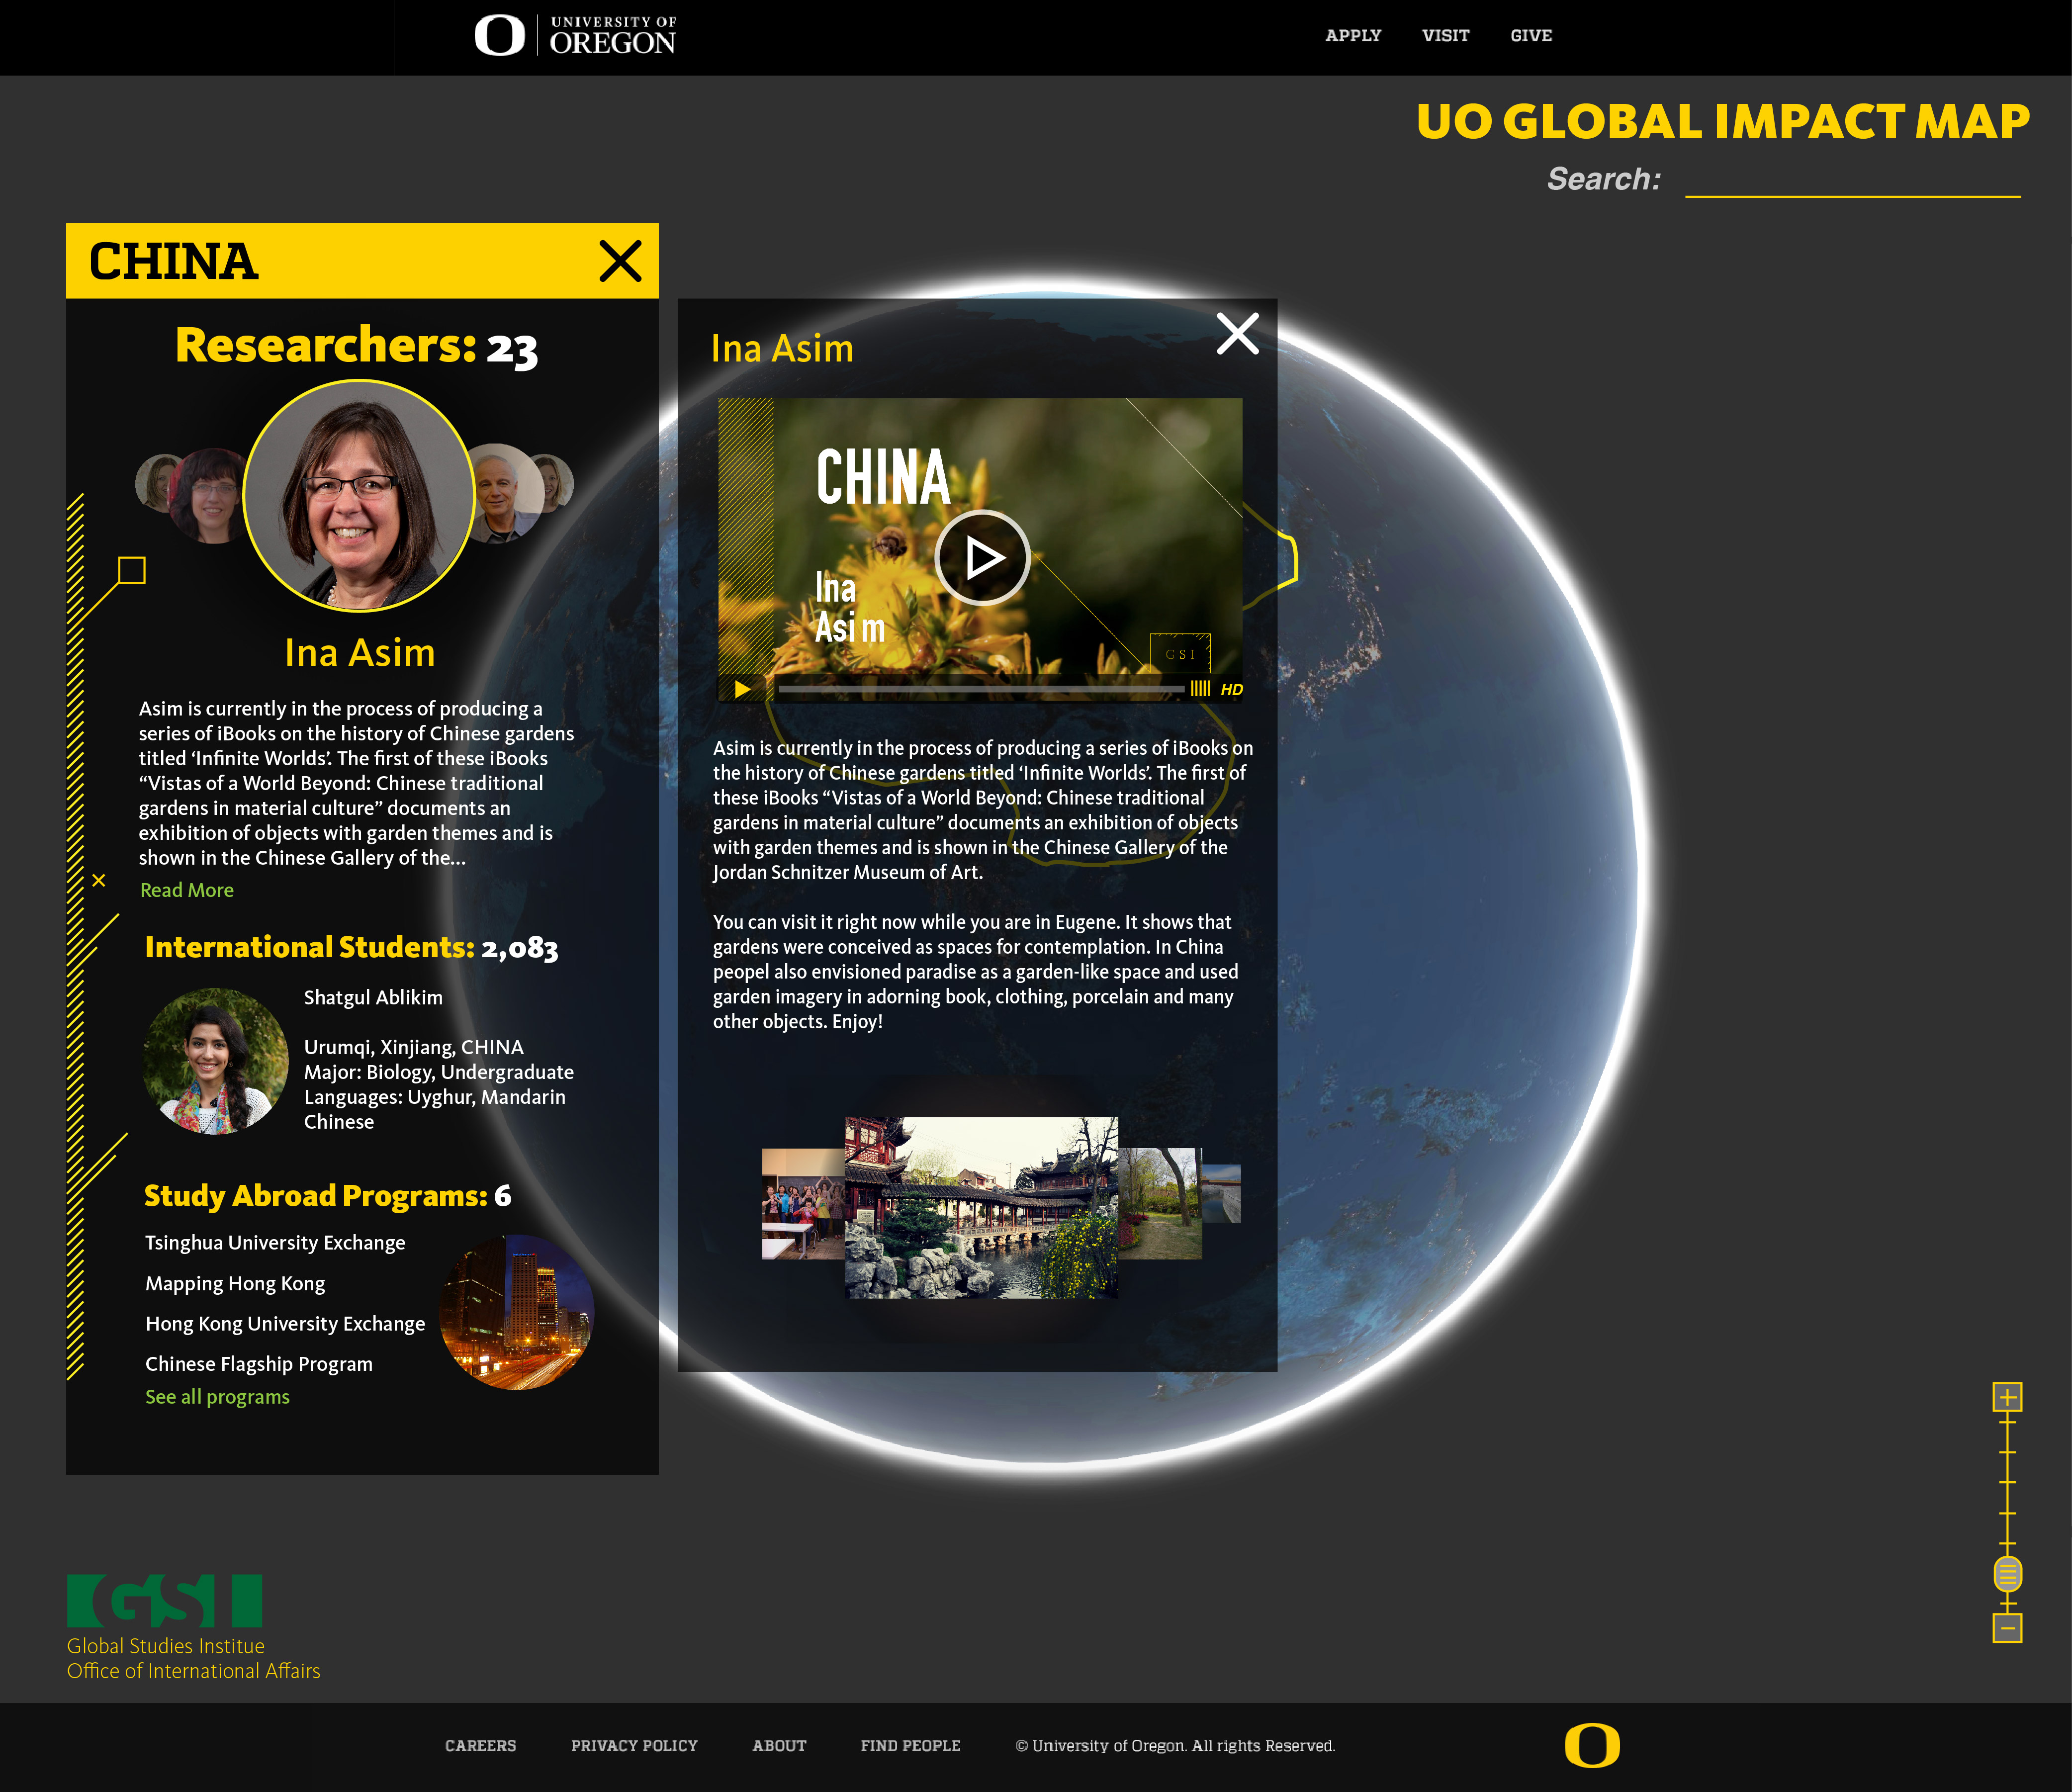 UNIVERSITY OF
OREGON
APPLY VISIT GIVE
UO GLOBAL IMPACT MAP
Search:
CHINA
Researchers: 23
Ina Asim
Asim is currently in the process of producing a
series of iBooks on the history of Chinese gardens
titled ‘Infinite Worlds’. The first of these iBooks
“Vistas of a World Beyond: Chinese traditional
gardens in material culture” documents an
exhibition of objects with garden themes and is
shown in the Chinese Gallery of the...
Read More
International Students: 2,083
Shatgul Ablikim
Urumqi, Xinjiang, CHINA
Major: Biology, Undergraduate
Languages: Uyghur, Mandarin
Chinese
Study Abroad Programs: 6
Tsinghua University Exchange
Mapping Hong Kong
Hong Kong University Exchange
Chinese Flagship Program
See all programs
Ina Asim
CHINA
Ina
Asim
GSI
HD
Asim is currently in the process of producing a series of iBooks on
the history of Chinese gardens titled ‘Infinite Worlds’. The first of
these iBooks “Vistas of a World Beyond: Chinese traditional
gardens in material culture” documents an exhibition of objects
with garden themes and is shown in the Chinese Gallery of the
Jordan Schnitzer Museum of Art.
You can visit it right now while you are in Eugene. It shows that
gardens were conceived as spaces for contemplation. In China
peopel also envisioned paradise as a garden-like space and used
garden imagery in adorning book, clothing, porcelain and many
other objects. Enjoy!
GSI
Global Studies Institue
Office of International Affairs
CAREERS PRIVACY POLICY ABOUT FIND PEOPLE © University of Oregon. All rights Reserved.